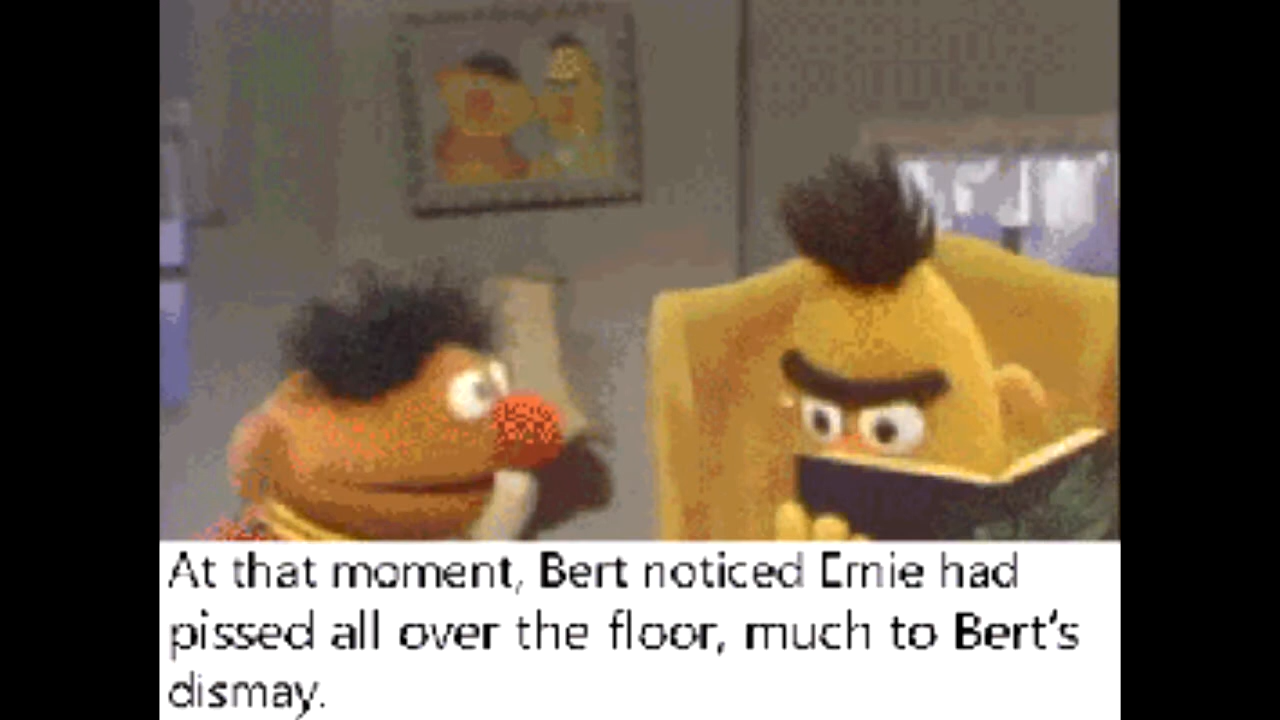 At that moment, Bert noticed Ernie had
pissed all over the floor, much to Bert's
dismay.